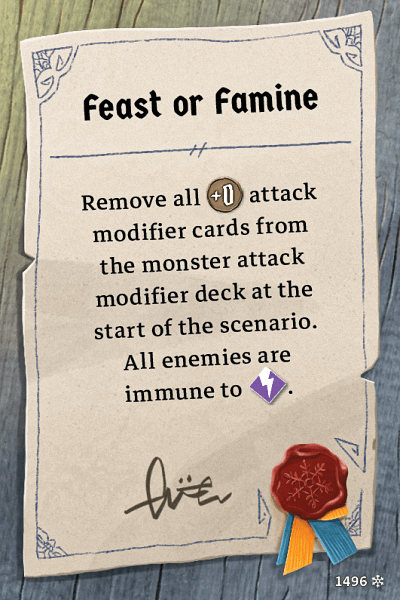 Feast or Famine
Remove all +0 attack
modifier cards from
the monster attack
modifier deck at the
start of the scenario.
All enemies are
immune to .
1496